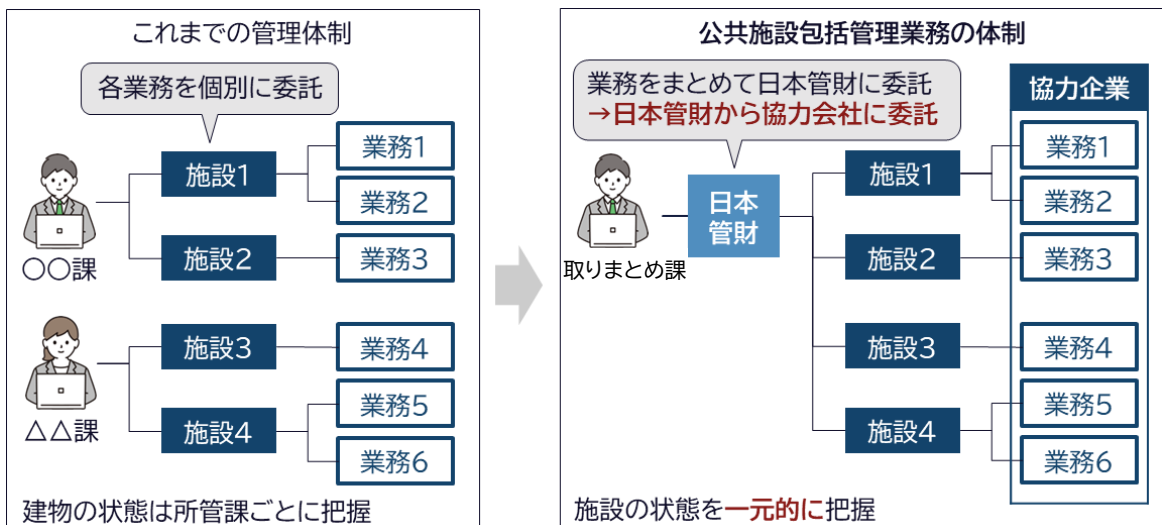 これまでの管理体制
各業務を個別に委託
施設1
業務1
業務2
施設2
業務3
〇〇課
施設3
業務4
施設4
業務5
業務6
△△課
建物の状態は所管課ごとに把握
公共施設包括管理業務の体制
業務をまとめて日本管財に委託
→日本管財から協力会社に委託
協力企業
取りまとめ課
日本
管財
施設1
業務1
業務2
施設2
業務3
施設3
業務4
施設4
業務5
業務6
施設の状態を一元的に把握